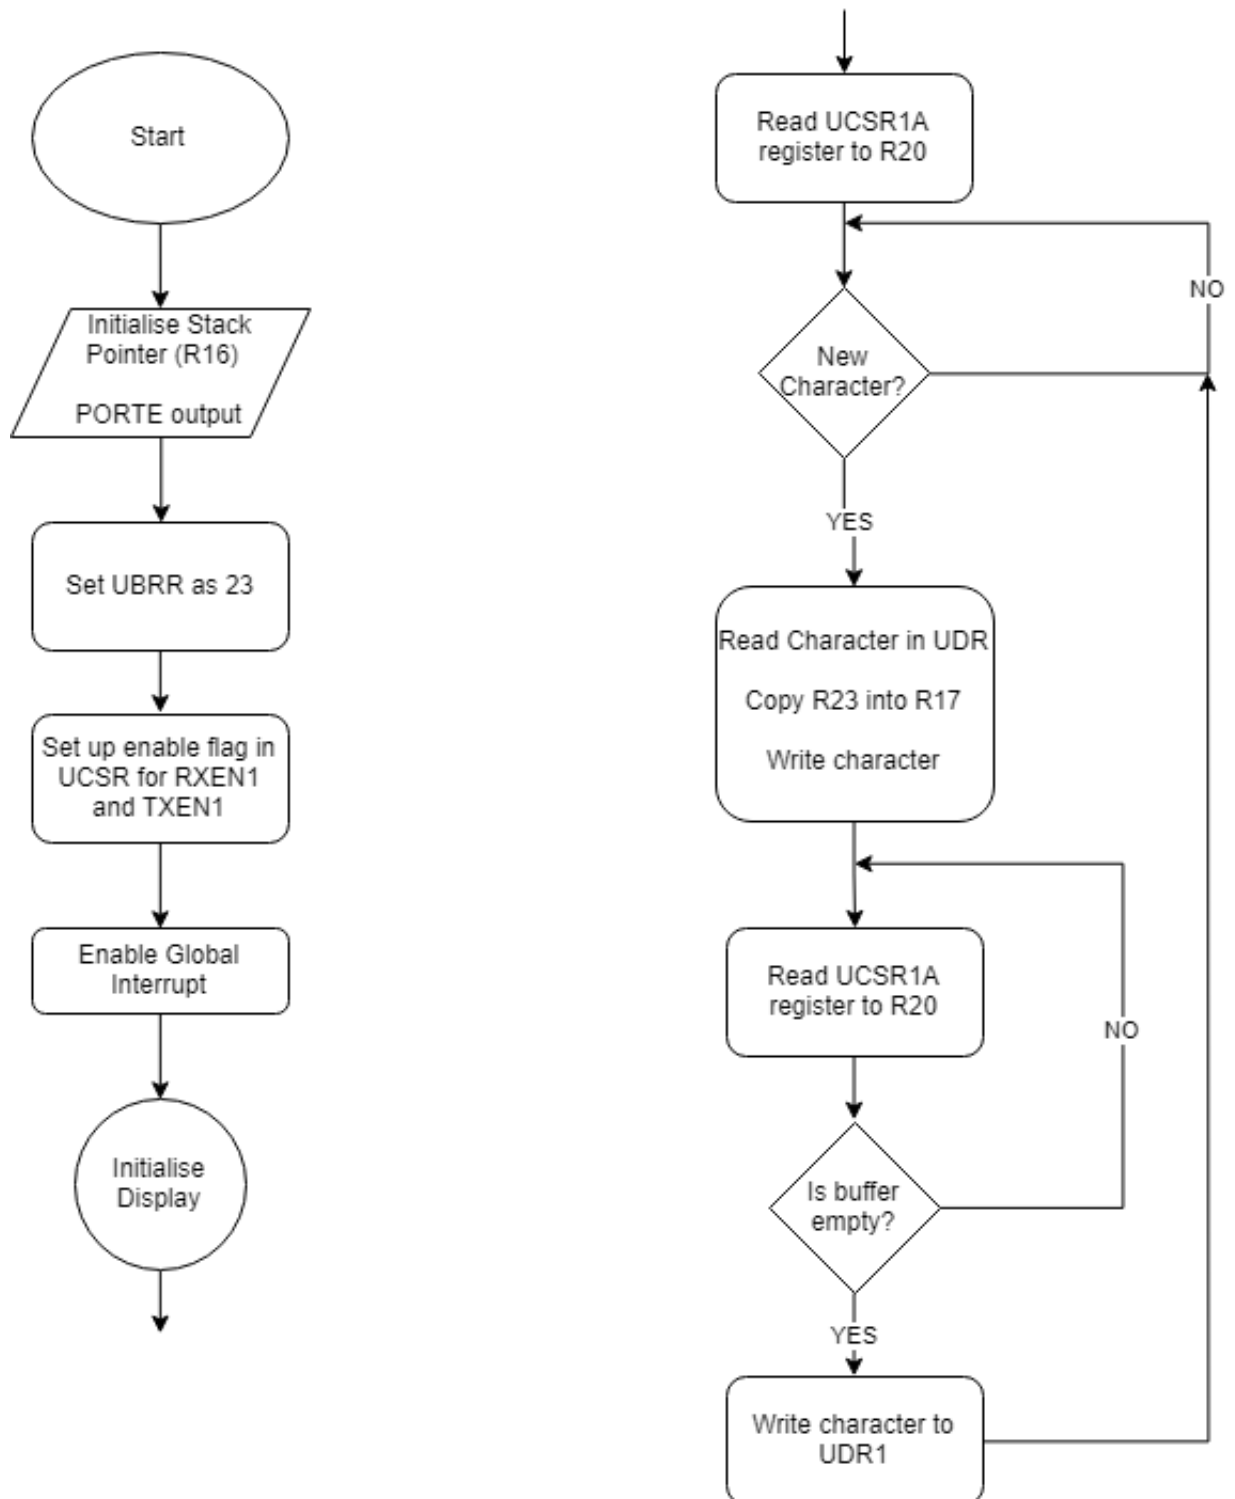 Start
Initialise Stack
Pointer (R16)
PORTE output
Set UBRR as 23
Set up enable flag in
UCSR for RXEN1
and TXEN1
Enable Global
Interrupt
Initialise
Display
Read UCSR1A
register to R20
NO
New
Character?
YES
Read Character in UDR
Copy R23 into R17
Write character
Read UCSR1A
register to R20
NO
Is buffer
empty?
YES
Write character to
UDR1